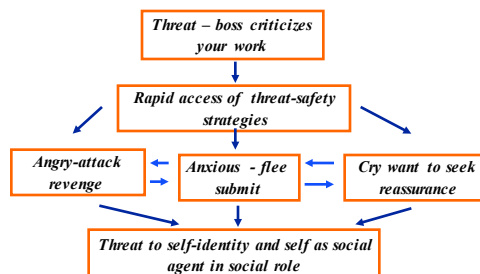 Threat – boss criticizes
your work
Rapid access of threat-safety
strategies
Angry-attack
revenge
Anxious - flee
submit
Cry want to seek
reassurance
Threat to self-identity and self as social
agent in social role